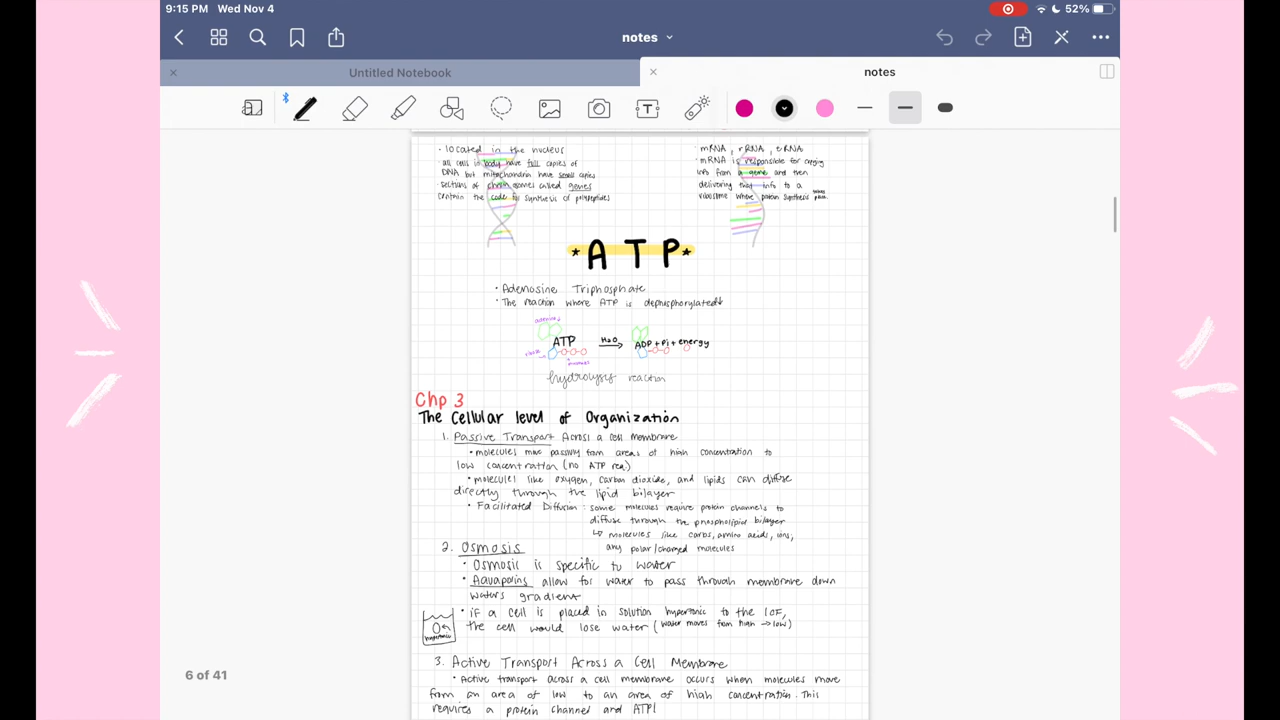 9:15 PM Wed Nov 4
52%
notes
Untitled Notebook
notes
T
• located in the nucleus
• all cells in body have full copies of
DNA but mitochondria have small copies
sections of called genes
contain the code for synthesis of polypeptides
• mRNA, rRNA, tRNA
• mRNA is responsible for carrying
info from a gene and then
delivering that info to a
ribosome where protein synthesis takes place.
* A T P *
• Adenosine Triphosphate
• The reaction where ATP is dephosphorylated
adenine
ATP H2O ADP + Pi + energy
ribose
hydrolysis reaction
Chp 3
The Cellular level of Organization
1. Passive Transport Across a cell Membrane
• molecules move passivly from areas of high concentration to
low concentration (no ATP req.)
• molecules like oxygen, carbon dioxide, and lipids can diffuse
directly through the lipid bilayer
• Facilitated Diffusion: some molecules require protein channels to
diffuse through the phospholipid bilayer
↳ molecules like carbs, amino acids, ions,
any polar/charged molecules
2. Osmosis
• Osmosis is specific to water
• Aquaporins allow for water to pass through membrane down
waters gradient
• if a cell is placed in solution hypertonic to the ICF,
the cell would lose water (water moves from high → low)
hypertonic
3. Active Transport Across a Cell Membrane
• Active transport across a cell membrane occurs when molecules move
from an area of low to an area of high concentration. This
requires a protein channel and ATP!
6 of 41